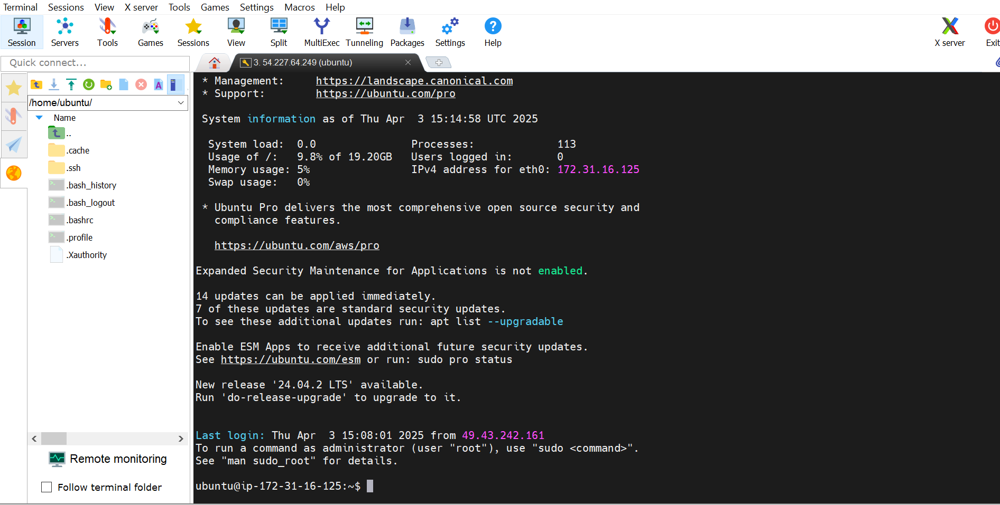 Terminal Sessions View X server Tools Games Settings Macros Help
Session Servers Tools Games Sessions View Split MultiExec Tunneling Packages Settings Help X server Exit
Quick connect...
3. 54.227.64.249 (ubuntu)
/home/ubuntu/
Name
..
.cache
.ssh
.bash_history
.bash_logout
.bashrc
.profile
.Xauthority
Remote monitoring
Follow terminal folder
* Management: https://landscape.canonical.com
* Support: https://ubuntu.com/pro
System information as of Thu Apr 3 15:14:58 UTC 2025
System load: 0.0 Processes: 113
Usage of /: 9.8% of 19.20GB Users logged in: 0
Memory usage: 5% IPv4 address for eth0: 172.31.16.125
Swap usage: 0%
* Ubuntu Pro delivers the most comprehensive open source security and
compliance features.
https://ubuntu.com/aws/pro
Expanded Security Maintenance for Applications is not enabled.
14 updates can be applied immediately.
7 of these updates are standard security updates.
To see these additional updates run: apt list --upgradable
Enable ESM Apps to receive additional future security updates.
See https://ubuntu.com/esm or run: sudo pro status
New release '24.04.2 LTS' available.
Run 'do-release-upgrade' to upgrade to it.
Last login: Thu Apr 3 15:08:01 2025 from 49.43.242.161
To run a command as administrator (user "root"), use "sudo <command>".
See "man sudo_root" for details.
ubuntu@ip-172-31-16-125:~$